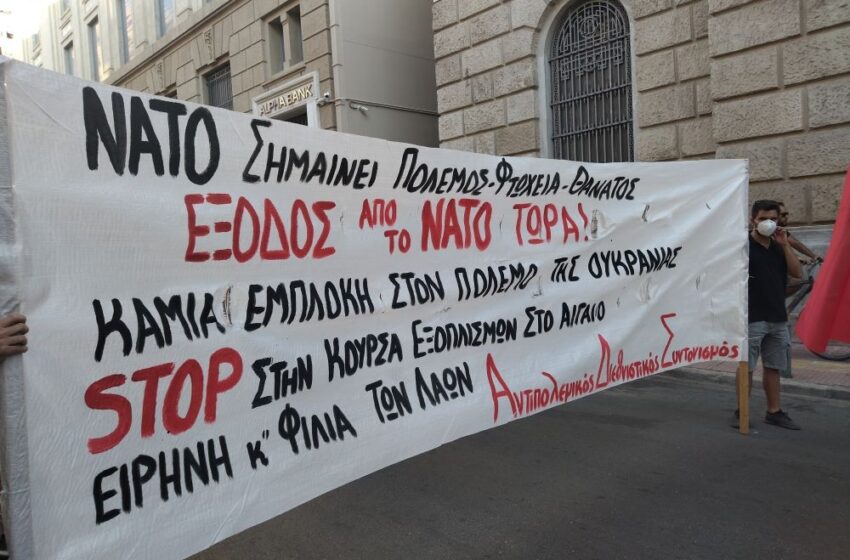 ALPHA BANK
ΝΑΤΟ ΣΗΜΑΙΝΕΙ ΠΟΛΕΜΟΣ-ΦΤΩΧΕΙΑ-ΘΑΝΑΤΟΣ
ΕΞΟΔΟΣ ΑΠΟ ΤΟ ΝΑΤΟ ΤΩΡΑ!
ΚΑΜΙΑ ΕΜΠΛΟΚΗ ΣΤΟΝ ΠΟΛΕΜΟ ΤΗΣ ΟΥΚΡΑΝΙΑΣ
STOP ΣΤΗΝ ΚΟΥΡΣΑ ΕΞΟΠΛΙΣΜΩΝ ΣΤΟ ΑΙΓΑΙΟ
ΕΙΡΗΝΗ Κ" ΦΙΛΙΑ ΤΩΝ ΛΑΩΝ Αντιπολεμικός Διεθνιστικός Συντονισμός